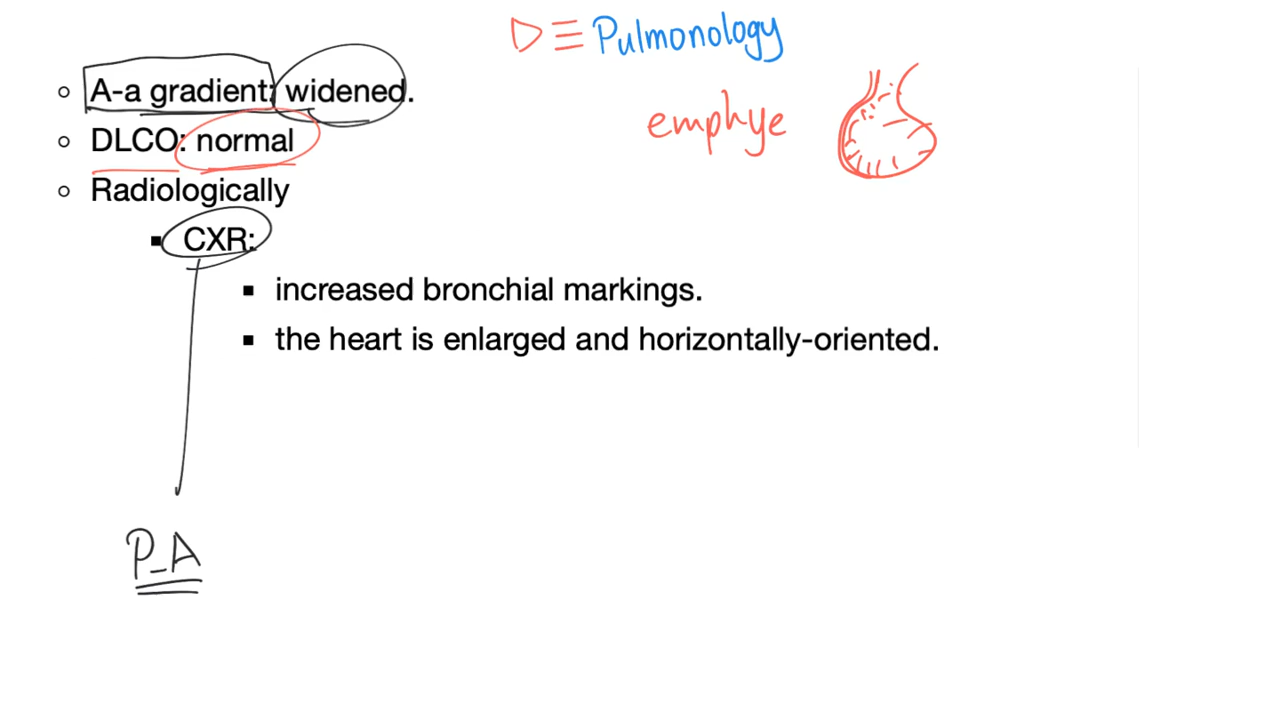 Pulmonology
A-a gradient: widened.
emphye
DLCO: normal
Radiologically
CXR:
increased bronchial markings.
the heart is enlarged and horizontally-oriented.
P-A